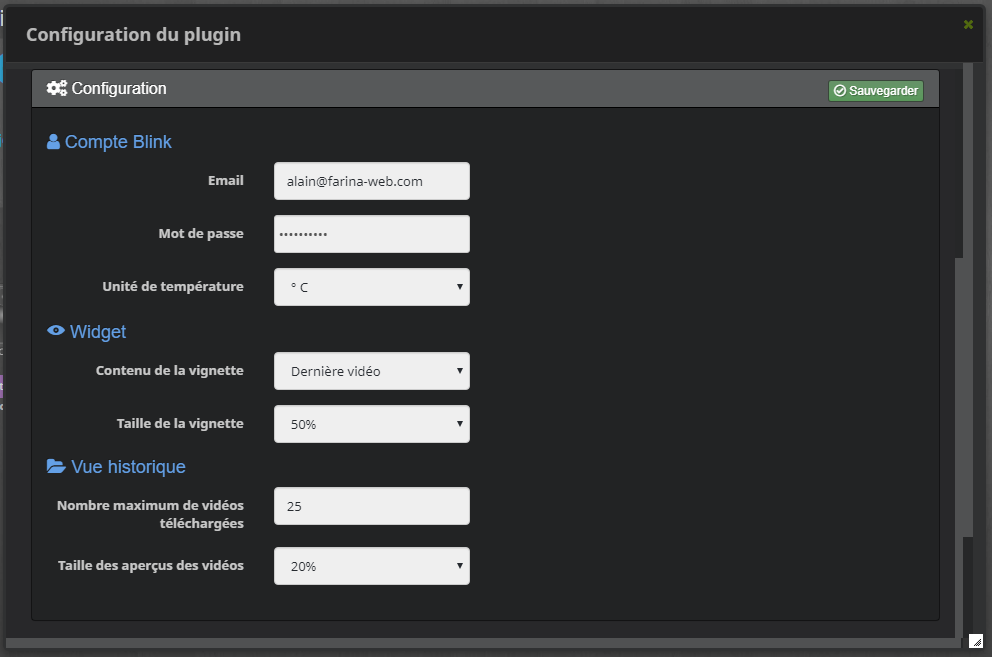 Configuration du plugin
Configuration
Sauvegarder
Compte Blink
Email
alain@farina-web.com
Mot de passe
••••••••••
Unité de température
° C
Widget
Contenu de la vignette
Dernière vidéo
Taille de la vignette
50%
Vue historique
Nombre maximum de vidéos
téléchargées
25
Taille des aperçus des vidéos
20%